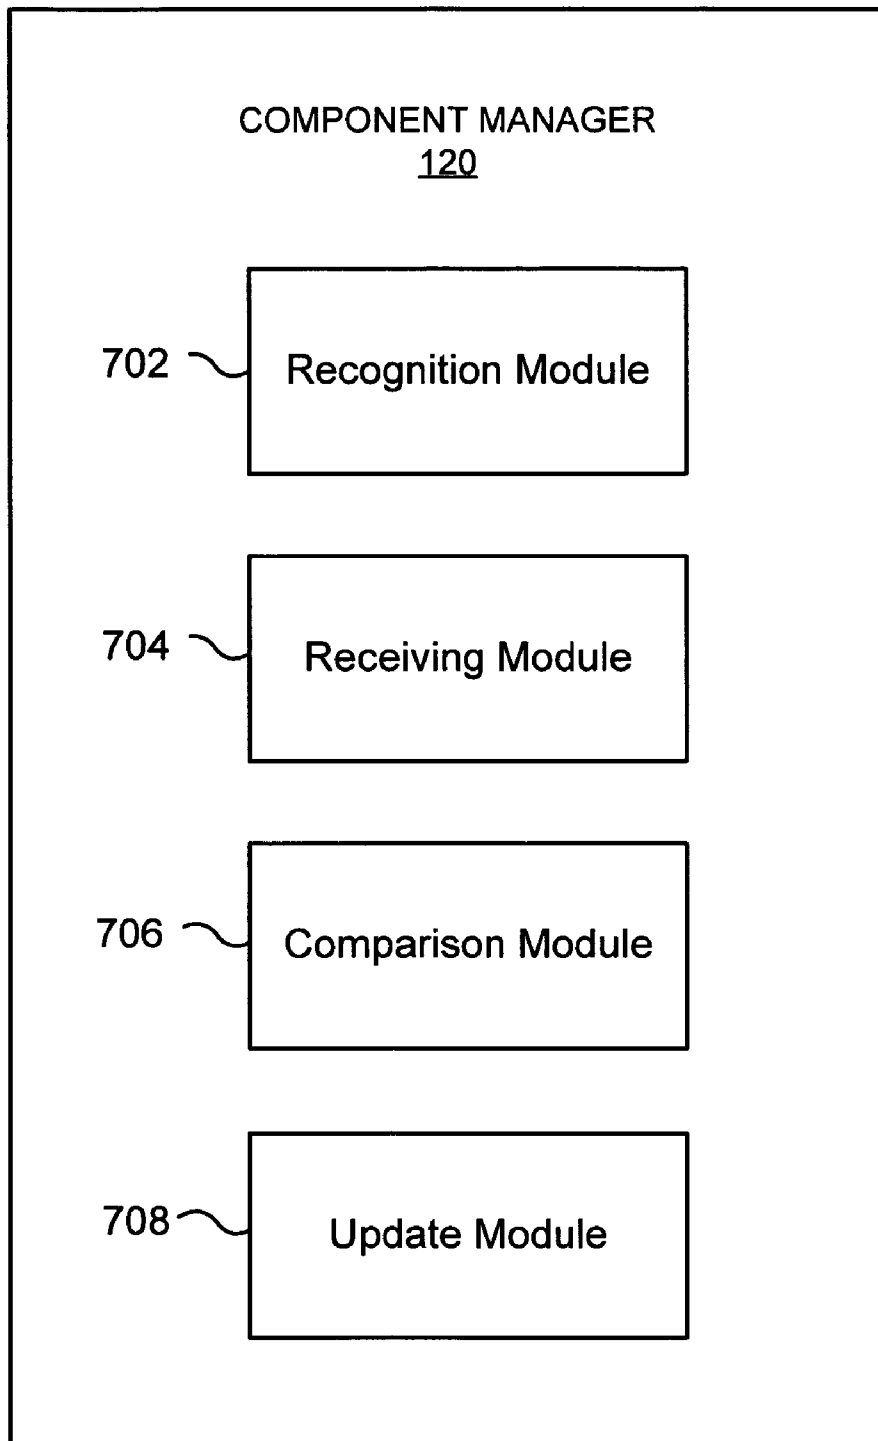 COMPONENT MANAGER
120
702
Recognition Module
704
Receiving Module
706
Comparison Module
708
Update Module